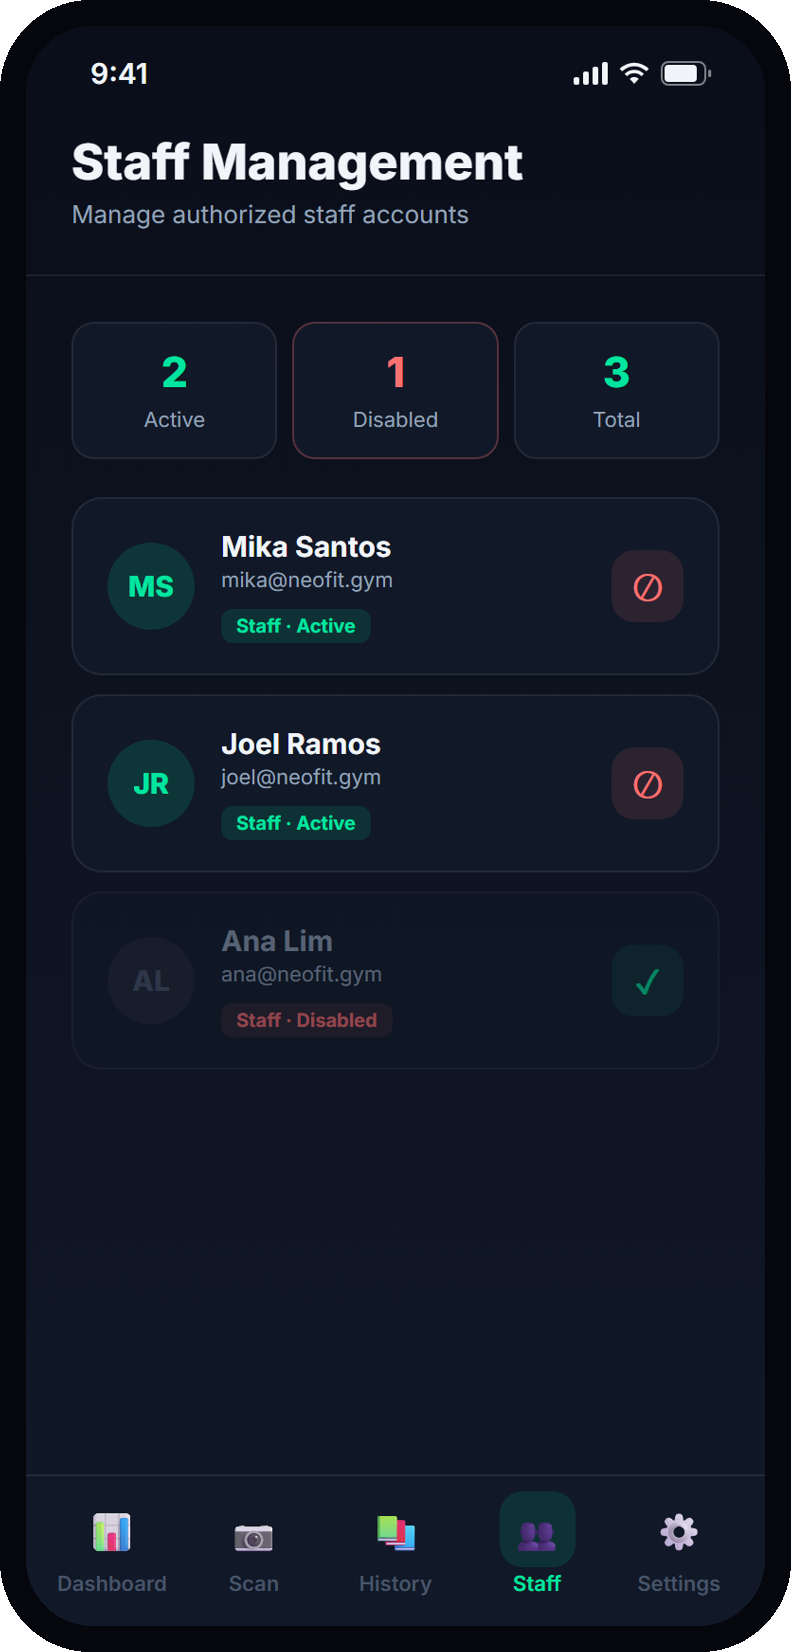 9:41
Staff Management
Manage authorized staff accounts
2
Active
1
Disabled
3
Total
MS
Mika Santos
mika@neofit.gym
Staff · Active
JR
Joel Ramos
joel@neofit.gym
Staff · Active
AL
Ana Lim
ana@neofit.gym
Staff · Disabled
Dashboard
Scan
History
Staff
Settings